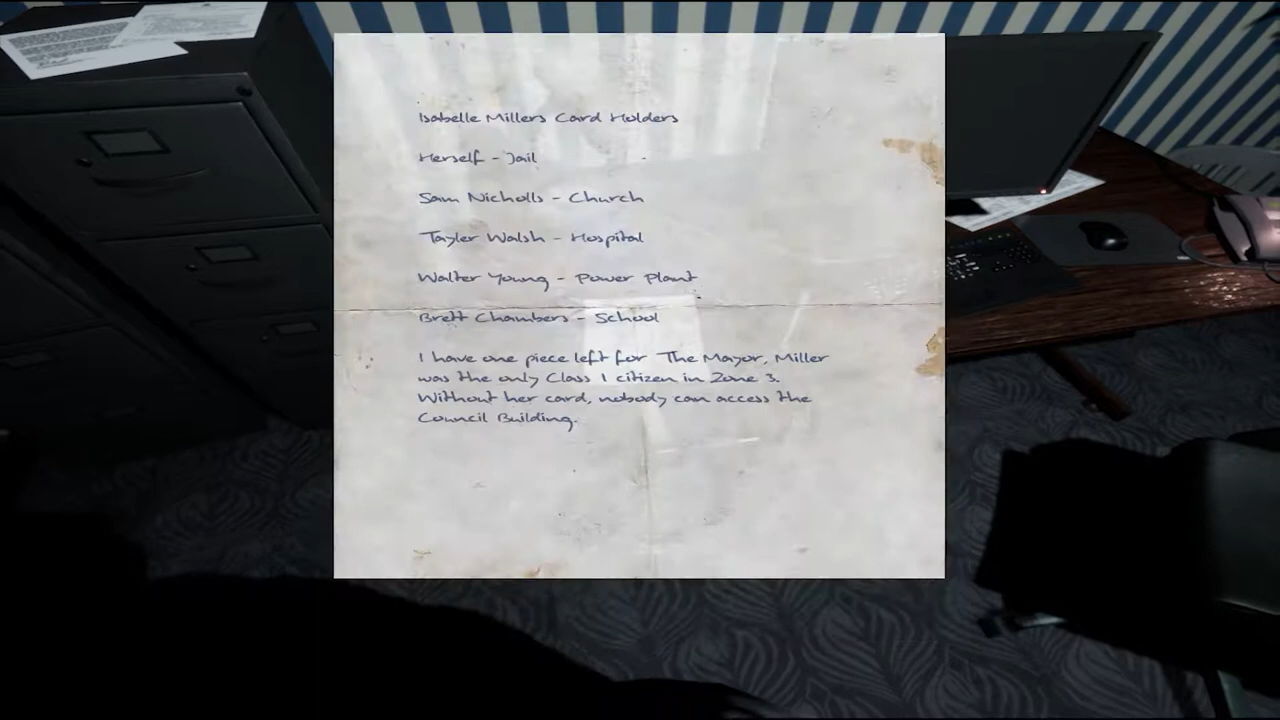 Isabelle Millers Card Holders
Herself - Jail
Sam Nicholls - Church
Tayler Walsh - Hospital
Walter Young - Power Plant
Brett Chambers - School
I have one piece left for The Mayor, Miller
was the only Class 1 citizen in Zone 3.
Without her card, nobody can access the
Council Building.